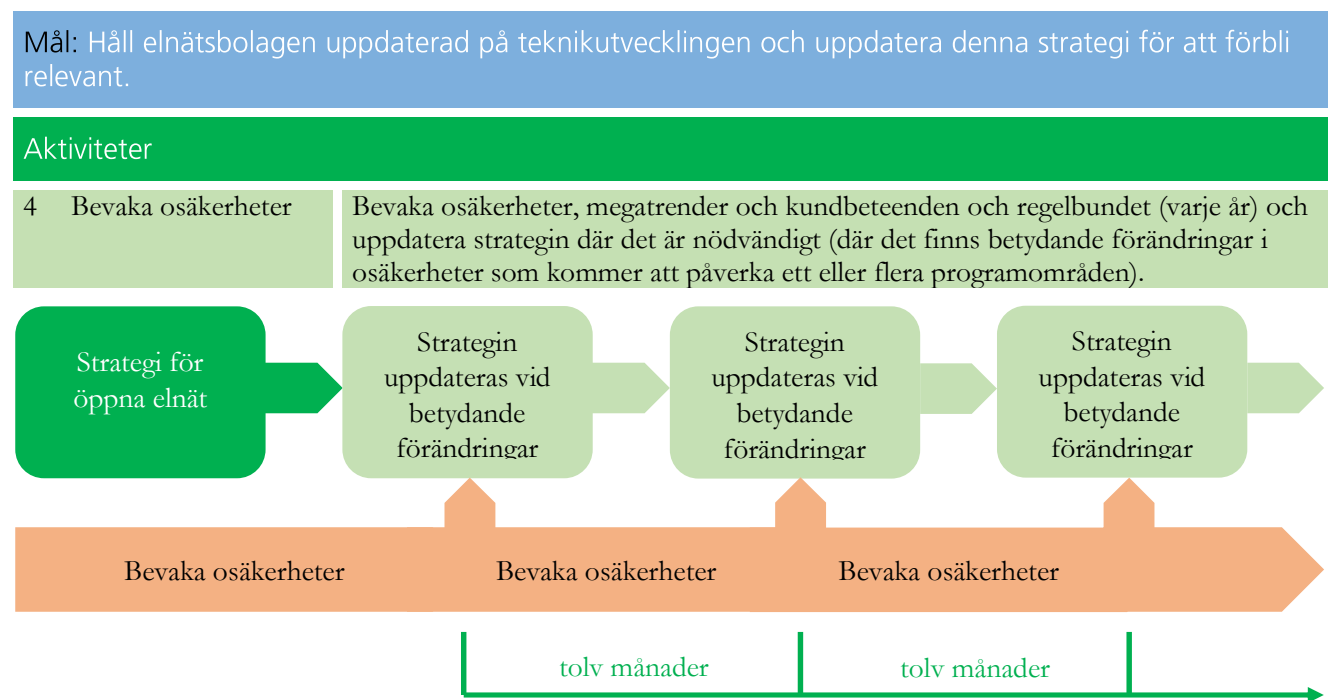 Mål: Håll elnätsbolagen uppdaterad på teknikutvecklingen och uppdatera denna strategi för att förbli
relevant.
Aktiviteter
4 Bevaka osäkerheter
Bevaka osäkerheter, megatrender och kundbeteenden och regelbundet (varje år) och
uppdatera strategin där det är nödvändigt (där det finns betydande förändringar i
osäkerheter som kommer att påverka ett eller flera programområden).
Strategi för
öppna elnät
Strategin
uppdateras vid
betydande
förändringar
Strategin
uppdateras vid
betydande
förändringar
Strategin
uppdateras vid
betydande
förändringar
Bevaka osäkerheter
Bevaka osäkerheter
Bevaka osäkerheter
tolv månader
tolv månader